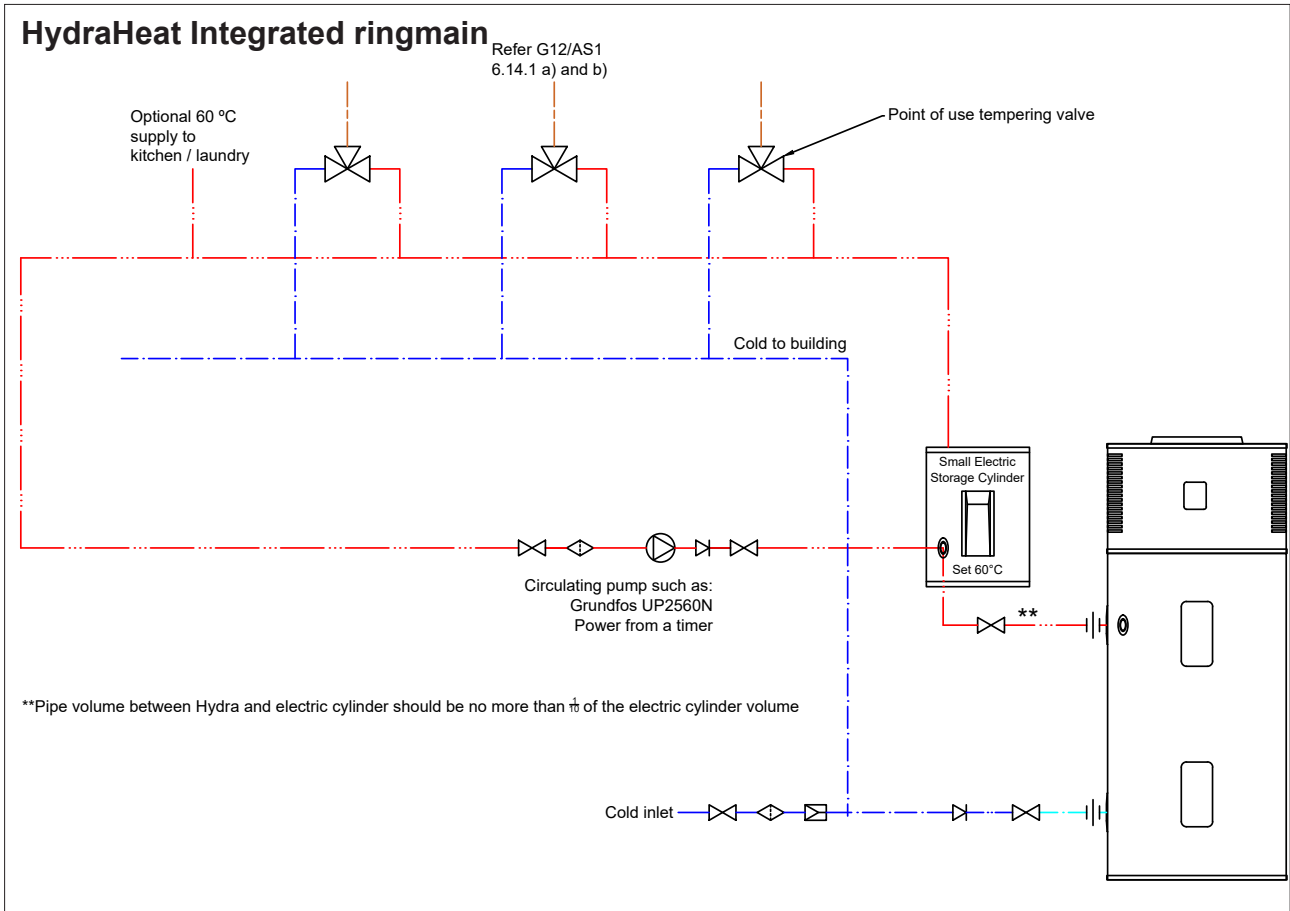 HydraHeat Integrated ringmain
Refer G12/AS1
6.14.1 a) and b)
Optional 60 ºC
supply to
kitchen / laundry
Point of use tempering valve
Cold to building
Small Electric
Storage Cylinder
Set 60°C
**
Circulating pump such as:
Grundfos UP2560N
Power from a timer
**Pipe volume between Hydra and electric cylinder should be no more than 1/10 of the electric cylinder volume
Cold inlet